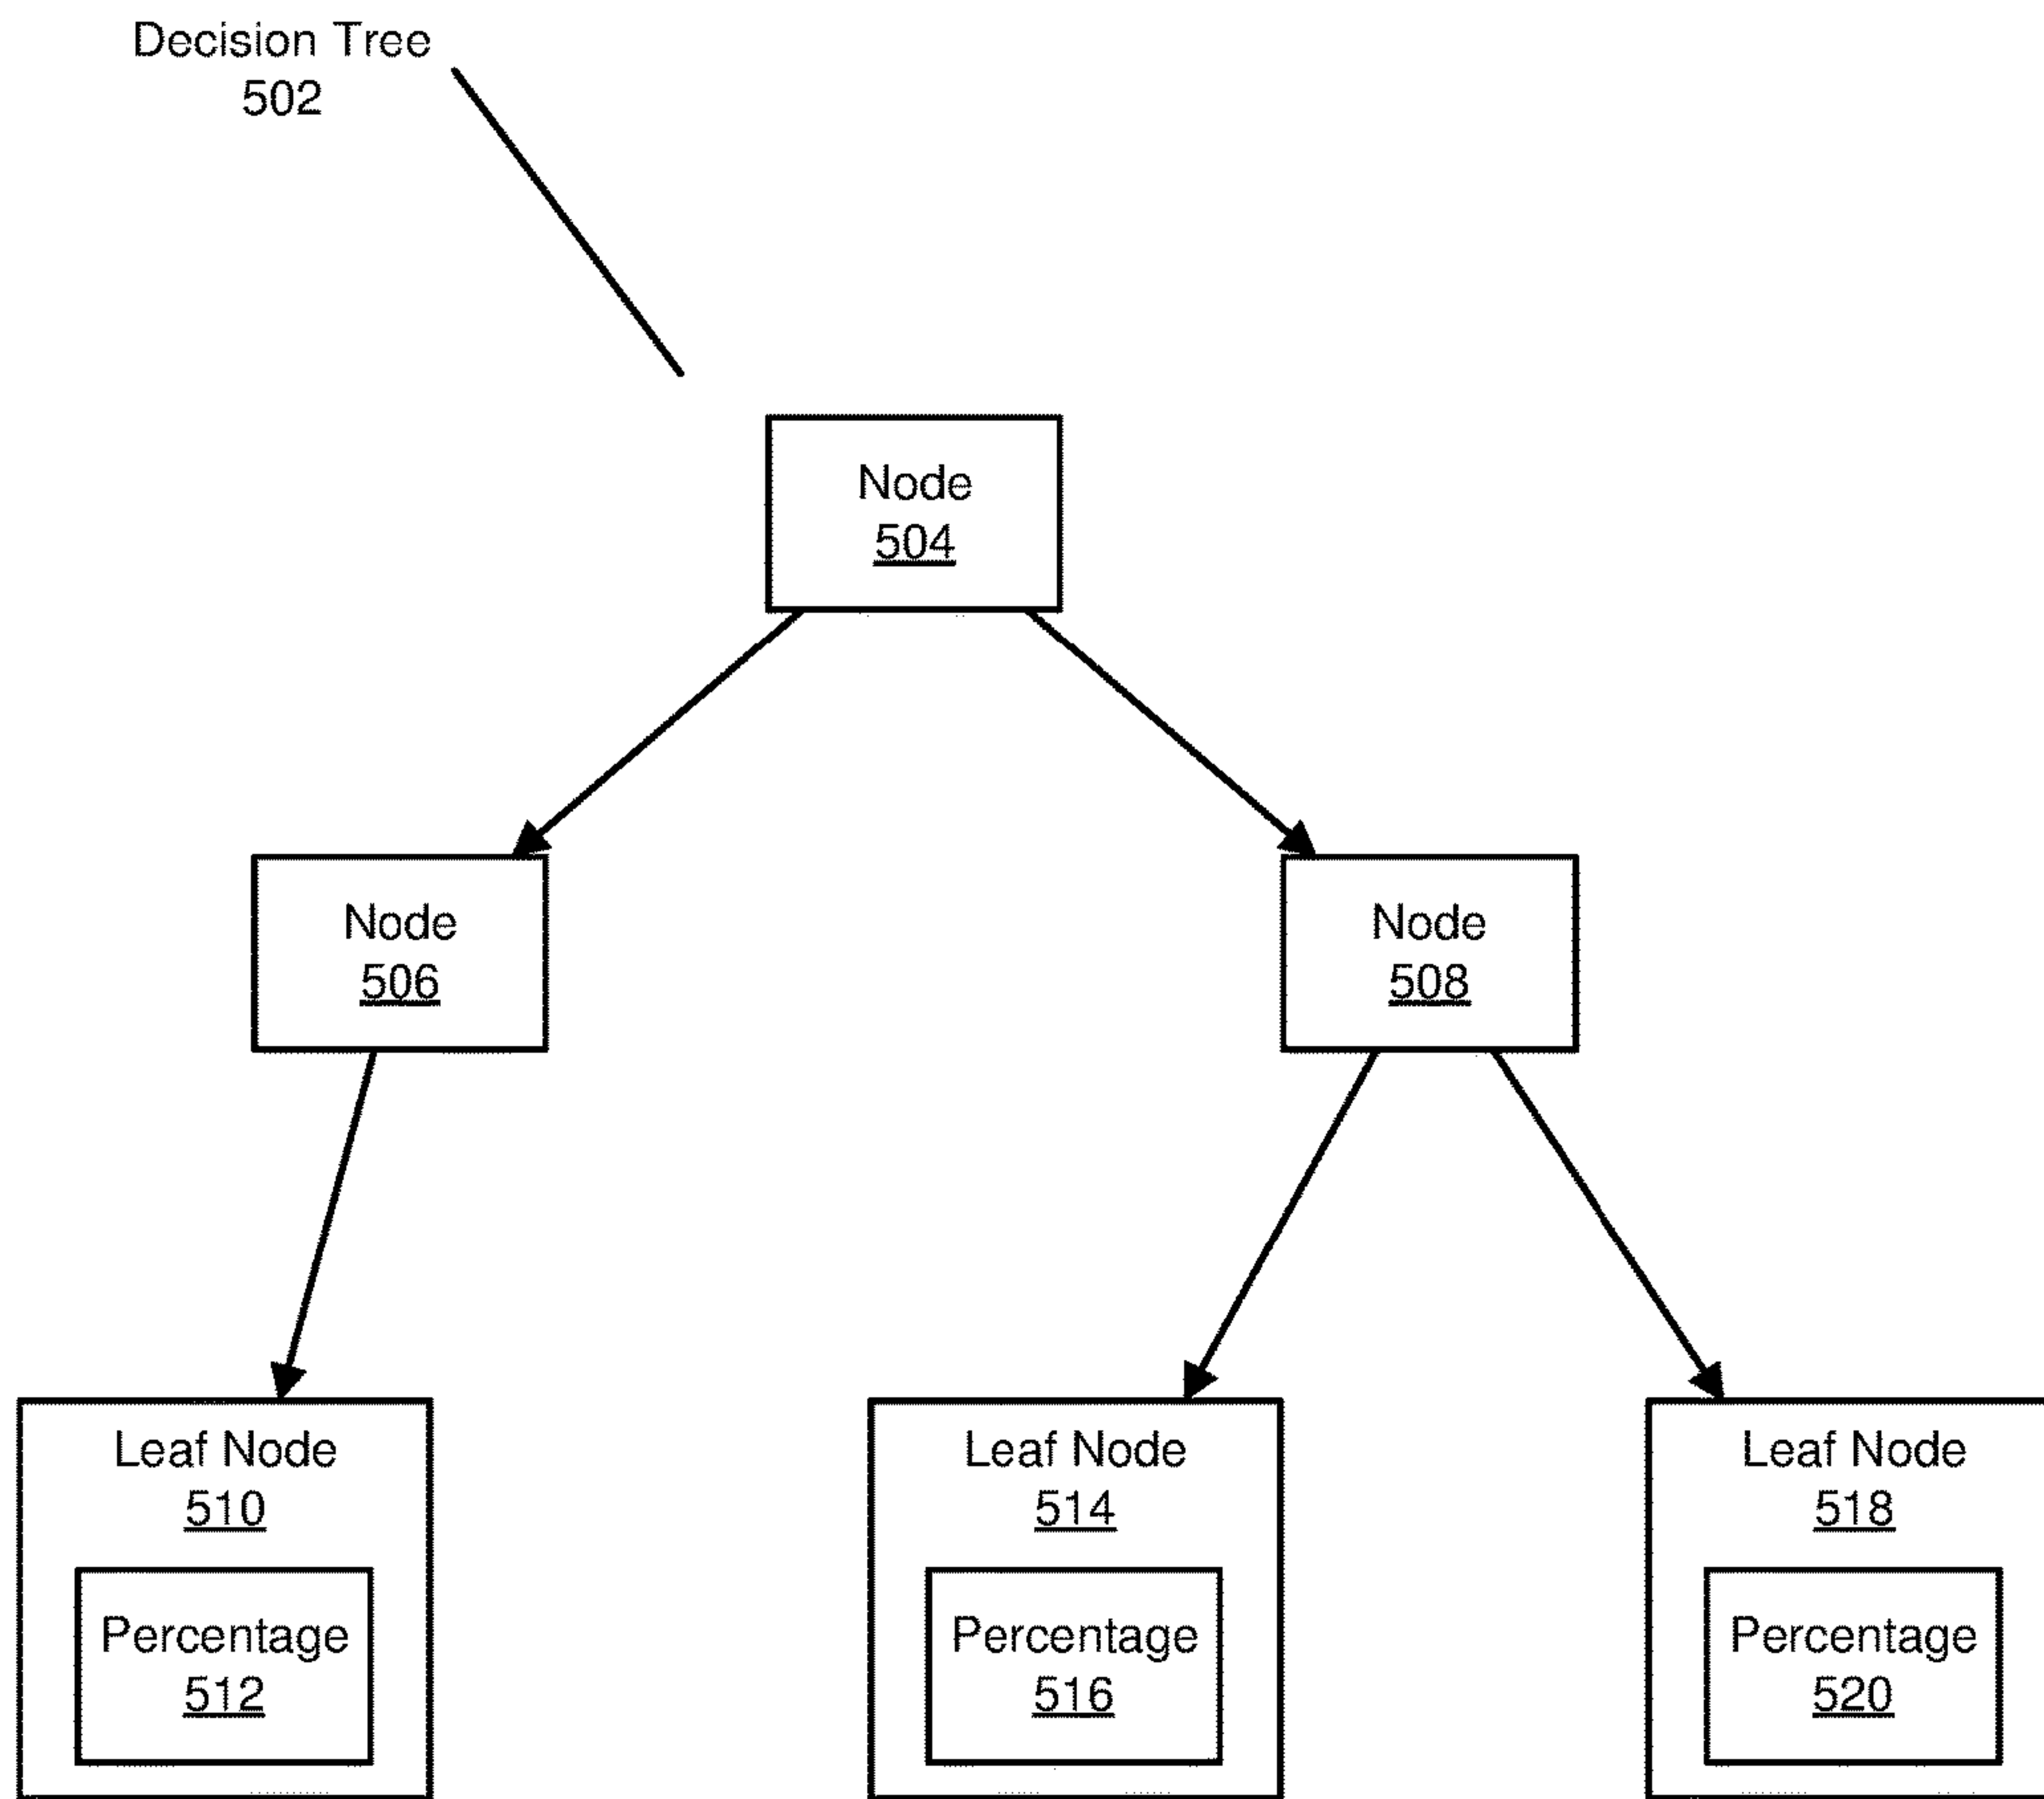 Decision Tree
502
Node
504
Node
506
Node
508
Leaf Node
510
Percentage
512
Leaf Node
514
Percentage
516
Leaf Node
518
Percentage
520